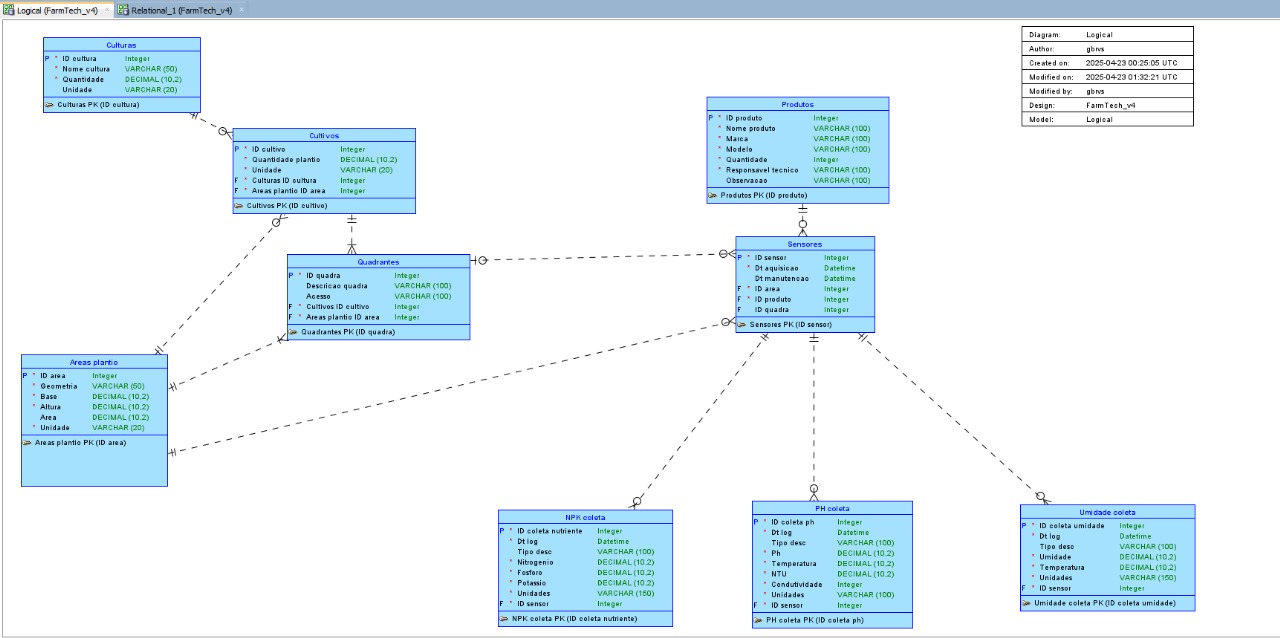 Logical (FarmTech_v4) Relational_1 (FarmTech_v4)
Diagram: Logical
Author: gbrvs
Created on: 2025-04-23 00:25:05 UTC
Modified on: 2025-04-23 01:32:21 UTC
Modified by: gbrvs
Design: FarmTech_v4
Model: Logical
Culturas
P * ID cultura Integer
* Nome cultura VARCHAR (50)
* Quantidade DECIMAL (10,2)
Unidade VARCHAR (20)
Culturas PK (ID cultura)
Cultivos
P * ID cultivo Integer
* Quantidade plantio DECIMAL (10,2)
* Unidade VARCHAR (20)
F * Culturas ID cultura Integer
F * Areas plantio ID area Integer
Cultivos PK (ID cultivo)
Produtos
P * ID produto Integer
* Nome produto VARCHAR (100)
* Marca VARCHAR (100)
* Modelo VARCHAR (100)
* Quantidade Integer
* Responsavel tecnico VARCHAR (100)
Observacao VARCHAR (100)
Produtos PK (ID produto)
Quadrantes
P * ID quadra Integer
Descricao quadra VARCHAR (100)
Acesso VARCHAR (100)
F * Cultivos ID cultivo Integer
F * Areas plantio ID area Integer
Quadrantes PK (ID quadra)
Sensores
P * ID sensor Integer
* Dt aquisicao Datetime
Dt manutencao Datetime
F * ID area Integer
F * ID produto Integer
F ID quadra Integer
Sensores PK (ID sensor)
Areas plantio
P * ID area Integer
* Geometria VARCHAR (50)
* Base DECIMAL (10,2)
* Altura DECIMAL (10,2)
Area DECIMAL (10,2)
* Unidade VARCHAR (20)
Areas plantio PK (ID area)
NPK coleta
P * ID coleta nutriente Integer
* Dt log Datetime
Tipo desc VARCHAR (100)
* Nitrogenio DECIMAL (10,2)
* Fosforo DECIMAL (10,2)
* Potassio DECIMAL (10,2)
* Unidades VARCHAR (150)
F * ID sensor Integer
NPK coleta PK (ID coleta nutriente)
PH coleta
P * ID coleta ph Integer
* Dt log Datetime
Tipo desc VARCHAR (100)
* Ph DECIMAL (10,2)
* Temperatura DECIMAL (10,2)
* NTU DECIMAL (10,2)
* Condutividade Integer
* Unidades VARCHAR (100)
F * ID sensor Integer
PH coleta PK (ID coleta ph)
Umidade coleta
P * ID coleta umidade Integer
* Dt log Datetime
Tipo desc VARCHAR (100)
* Umidade DECIMAL (10,2)
* Temperatura DECIMAL (10,2)
* Unidades VARCHAR (150)
F * ID sensor Integer
Umidade coleta PK (ID coleta umidade)